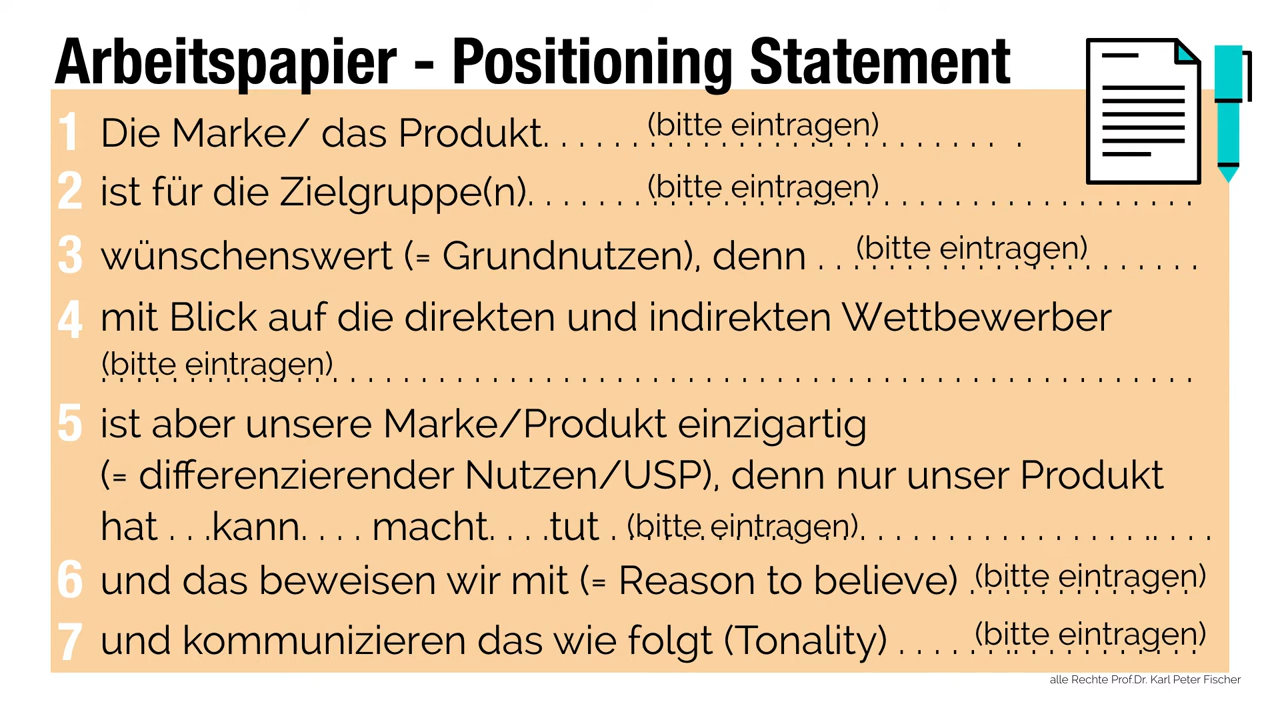 Arbeitspapier - Positioning Statement
1 Die Marke/ das Produkt. . . . . . (bitte eintragen) . . . . . . . . .
2 ist für die Zielgruppe(n). . . . . . . (bitte eintragen) . . . . . . . . . . . . . . . . . .
3 wünschenswert (= Grundnutzen), denn . . (bitte eintragen) . . . . . .
4 mit Blick auf die direkten und indirekten Wettbewerber
(bitte eintragen) . . . . . . . . . . . . . . . . . . . . . . . . . . . . . . . . . . . . . . .
5 ist aber unsere Marke/Produkt einzigartig
(= differenzierender Nutzen/USP), denn nur unser Produkt
hat . . .kann. . . . macht. . . .tut . (bitte eintragen). . . . . . . . . . . . . . . . . . . . .
6 und das beweisen wir mit (= Reason to believe) (bitte eintragen)
7 und kommunizieren das wie folgt (Tonality) . . . . . (bitte eintragen)
alle Rechte Prof.Dr. Karl Peter Fischer